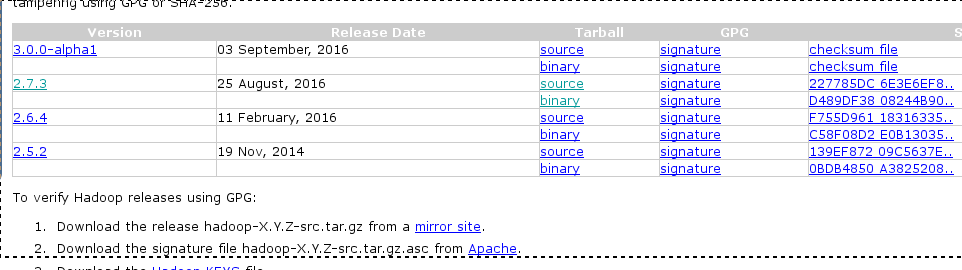 tampering using GPG or SHA-256.
Version Release Date Tarball GPG S
3.0.0-alpha1 03 September, 2016 source signature checksum file
binary signature checksum file
2.7.3 25 August, 2016 source signature 227785DC 6E3E6EF8..
binary signature D489DF38 08244B90..
2.6.4 11 February, 2016 source signature F755D961 18316335..
binary signature C58F08D2 E0B13035..
2.5.2 19 Nov, 2014 source signature 139EF872 09C5637E..
binary signature 0BDB4850 A3825208..
To verify Hadoop releases using GPG:
1. Download the release hadoop-X.Y.Z-src.tar.gz from a mirror site.
2. Download the signature file hadoop-X.Y.Z-src.tar.gz.asc from Apache.
3. Download the Hadoop KEYS file.